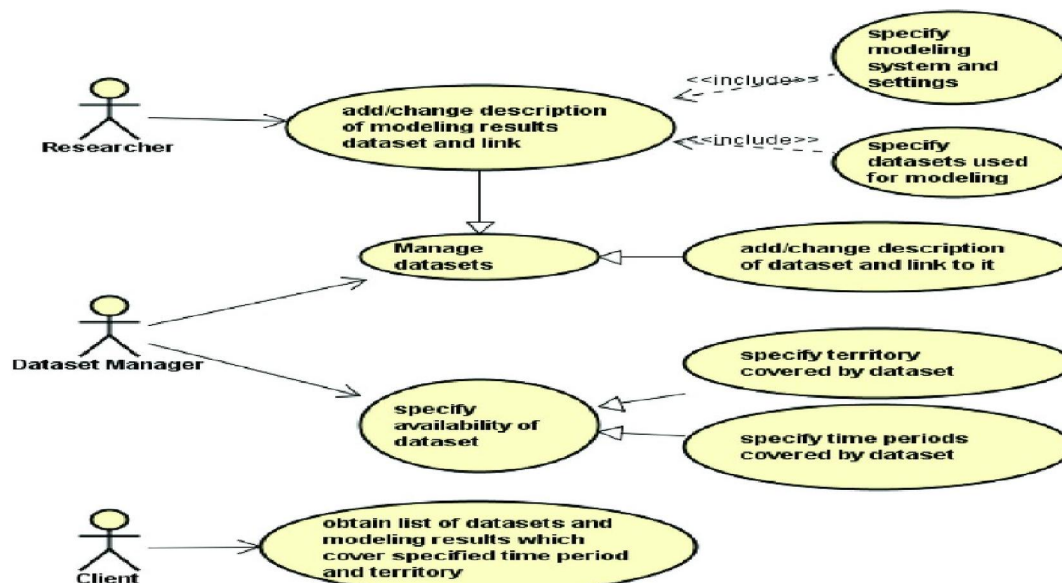 specify
modeling
system and
settings
<<include>>
add/change description
of modeling results
dataset and link
Researcher
<<include>>
specify
datasets used
for modeling
Manage
datasets
add/change description
of dataset and link to it
Dataset Manager
specify territory
covered by dataset
specify
availability of
dataset
specify time periods
covered by dataset
obtain list of datasets and
modeling results which
cover specified time period
and territory
Client